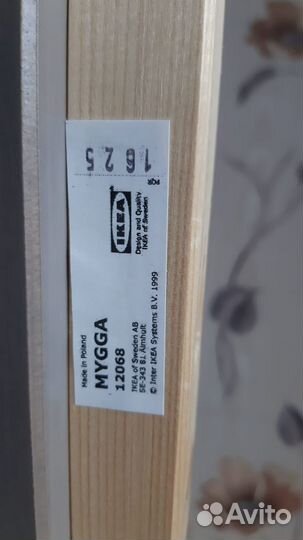 Made in Poland
MYGGA
12068
IKEA of Sweden AB
SE-343 81 Älmhult
© Inter IKEA Systems B.V. 1999
IKEA
Design and Quality
IKEA of Sweden
Avito